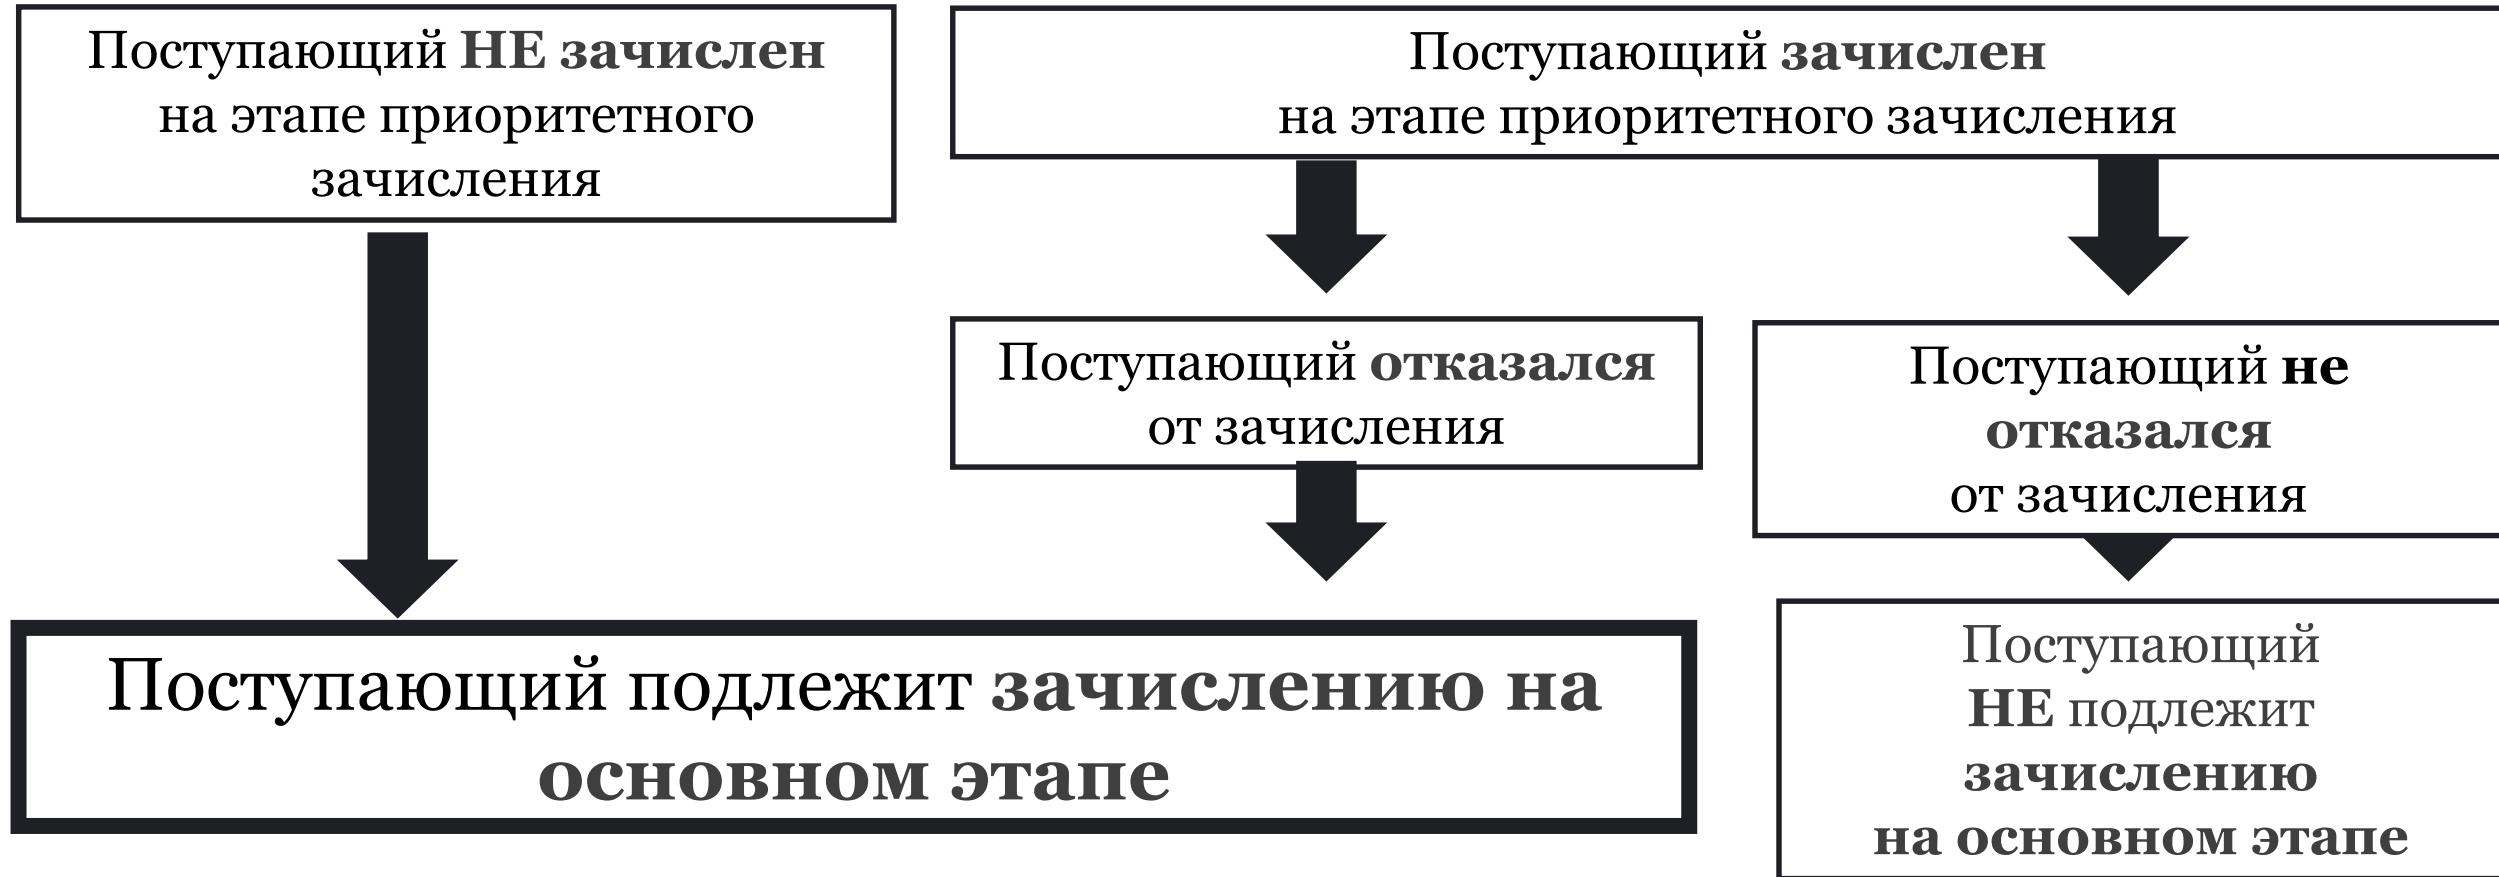 Поступающий НЕ зачислен
на этапе приоритетного
зачисления
Поступающий зачислен
на этапе приоритетного зачисления
Поступающий отказался
от зачисления
Поступающий не
отказался
от зачисления
Поступающий подлежит зачислению на
основном этапе
Поступающий
НЕ подлежит
зачислению
на основном этапе